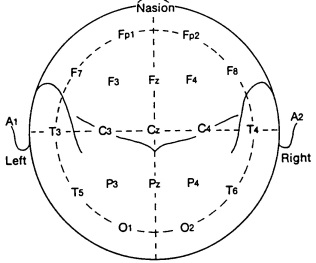 Nasion
Fp1 Fp2
F7 F3 Fz F4 F8
A1 T3 C3 Cz C4 T4 A2
Left Right
T5 P3 Pz P4 T6
O1 O2